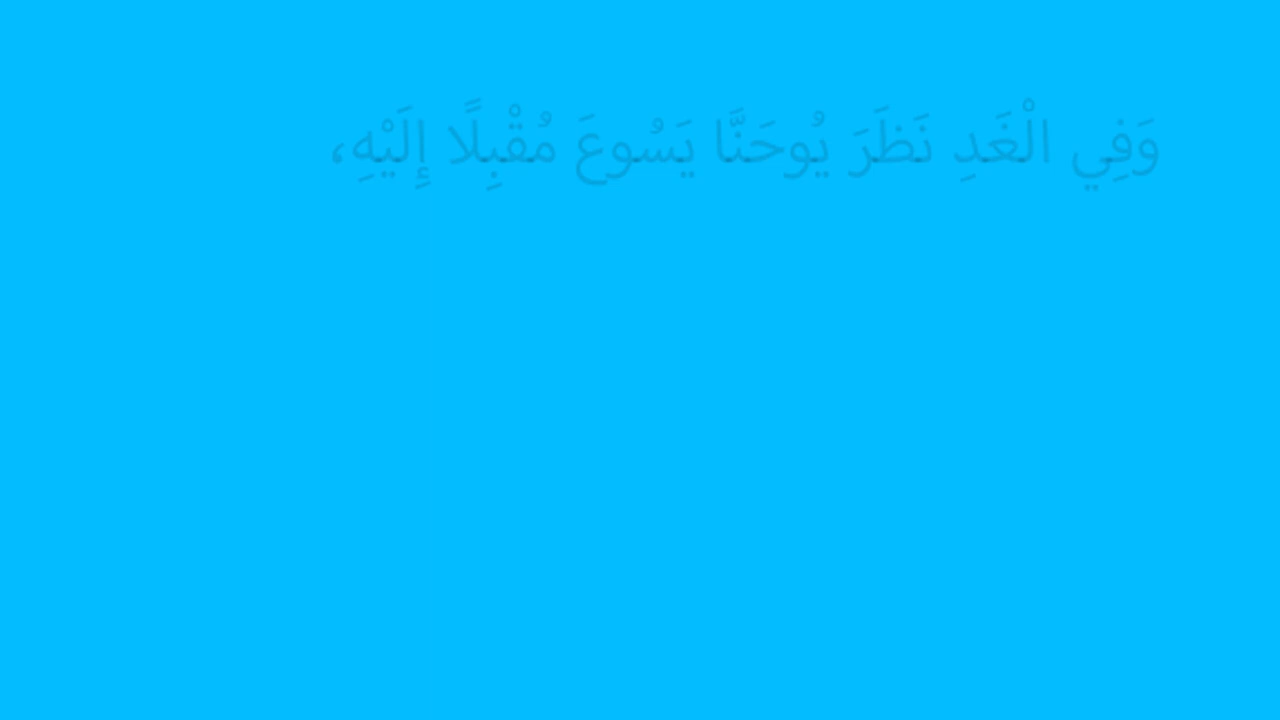 وَفِي الْغَدِ نَظَرَ يُوحَنَّا يَسُوعَ مُقْبِلًا إِلَيْهِ،